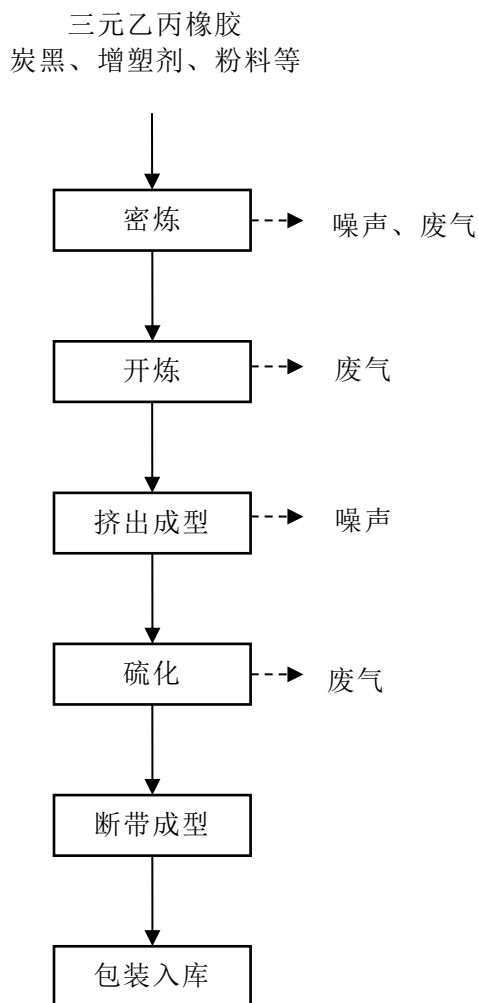 三元乙丙橡胶
炭黑、增塑剂、粉料等
密炼
噪声、废气
开炼
废气
挤出成型
噪声
硫化
废气
断带成型
包装入库